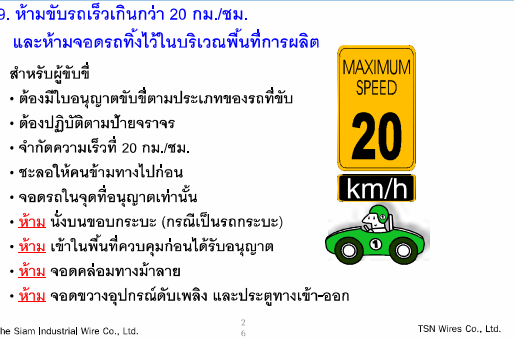 9. ห้ามขับรถเร็วเกินกว่า 20 กม./ชม.
และห้ามจอดรถทิ้งไว้ในบริเวณพื้นที่การผลิต
สำหรับผู้ขับขี่
• ต้องมีใบอนุญาตขับขี่ตามประเภทของรถที่ขับ
• ต้องปฏิบัติตามป้ายจราจร
• จำกัดความเร็วที่ 20 กม./ชม.
• ชะลอให้คนข้ามทางไปก่อน
• จอดรถในจุดที่อนุญาตเท่านั้น
• ห้าม นั่งบนขอบกระบะ (กรณีเป็นรถกระบะ)
• ห้าม เข้าในพื้นที่ควบคุมก่อนได้รับอนุญาต
• ห้าม จอดคล่อมทางม้าลาย
• ห้าม จอดขวางอุปกรณ์ดับเพลิง และประตูทางเข้า-ออก
MAXIMUM
SPEED
20
km/h
1
he Siam Industrial Wire Co., Ltd.
2
6
TSN Wires Co., Ltd.